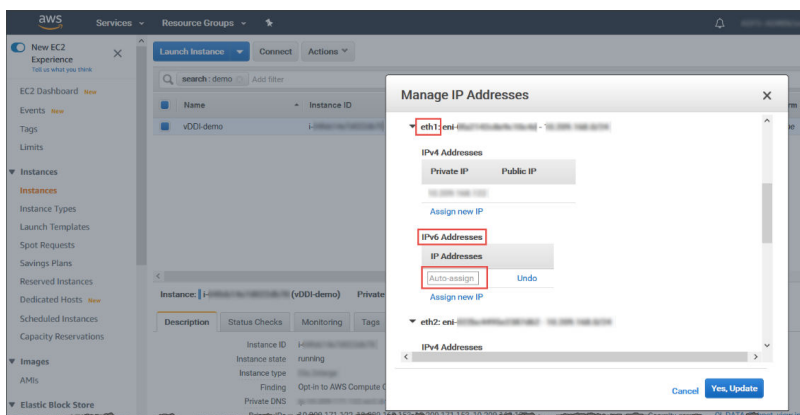 aws Services Resource Groups
New EC2 Experience
Tell us what you think
EC2 Dashboard New
Events New
Tags
Limits
Instances
Instances
Instance Types
Launch Templates
Spot Requests
Savings Plans
Reserved Instances
Dedicated Hosts New
Scheduled Instances
Capacity Reservations
Images
AMIs
Elastic Block Store
Launch Instance Connect Actions
search : demo Add filter
Name Instance ID
vDDI-demo i-
Instance: i- (vDDI-demo) Private
Description Status Checks Monitoring Tags
Instance ID
Instance state running
Instance type
Finding Opt-in to AWS Compute O
Private DNS
Manage IP Addresses
eth1: eni-
IPv4 Addresses
Private IP Public IP
Assign new IP
IPv6 Addresses
IP Addresses
Auto-assign Undo
Assign new IP
eth2: eni-
IPv4 Addresses
Cancel Yes, Update